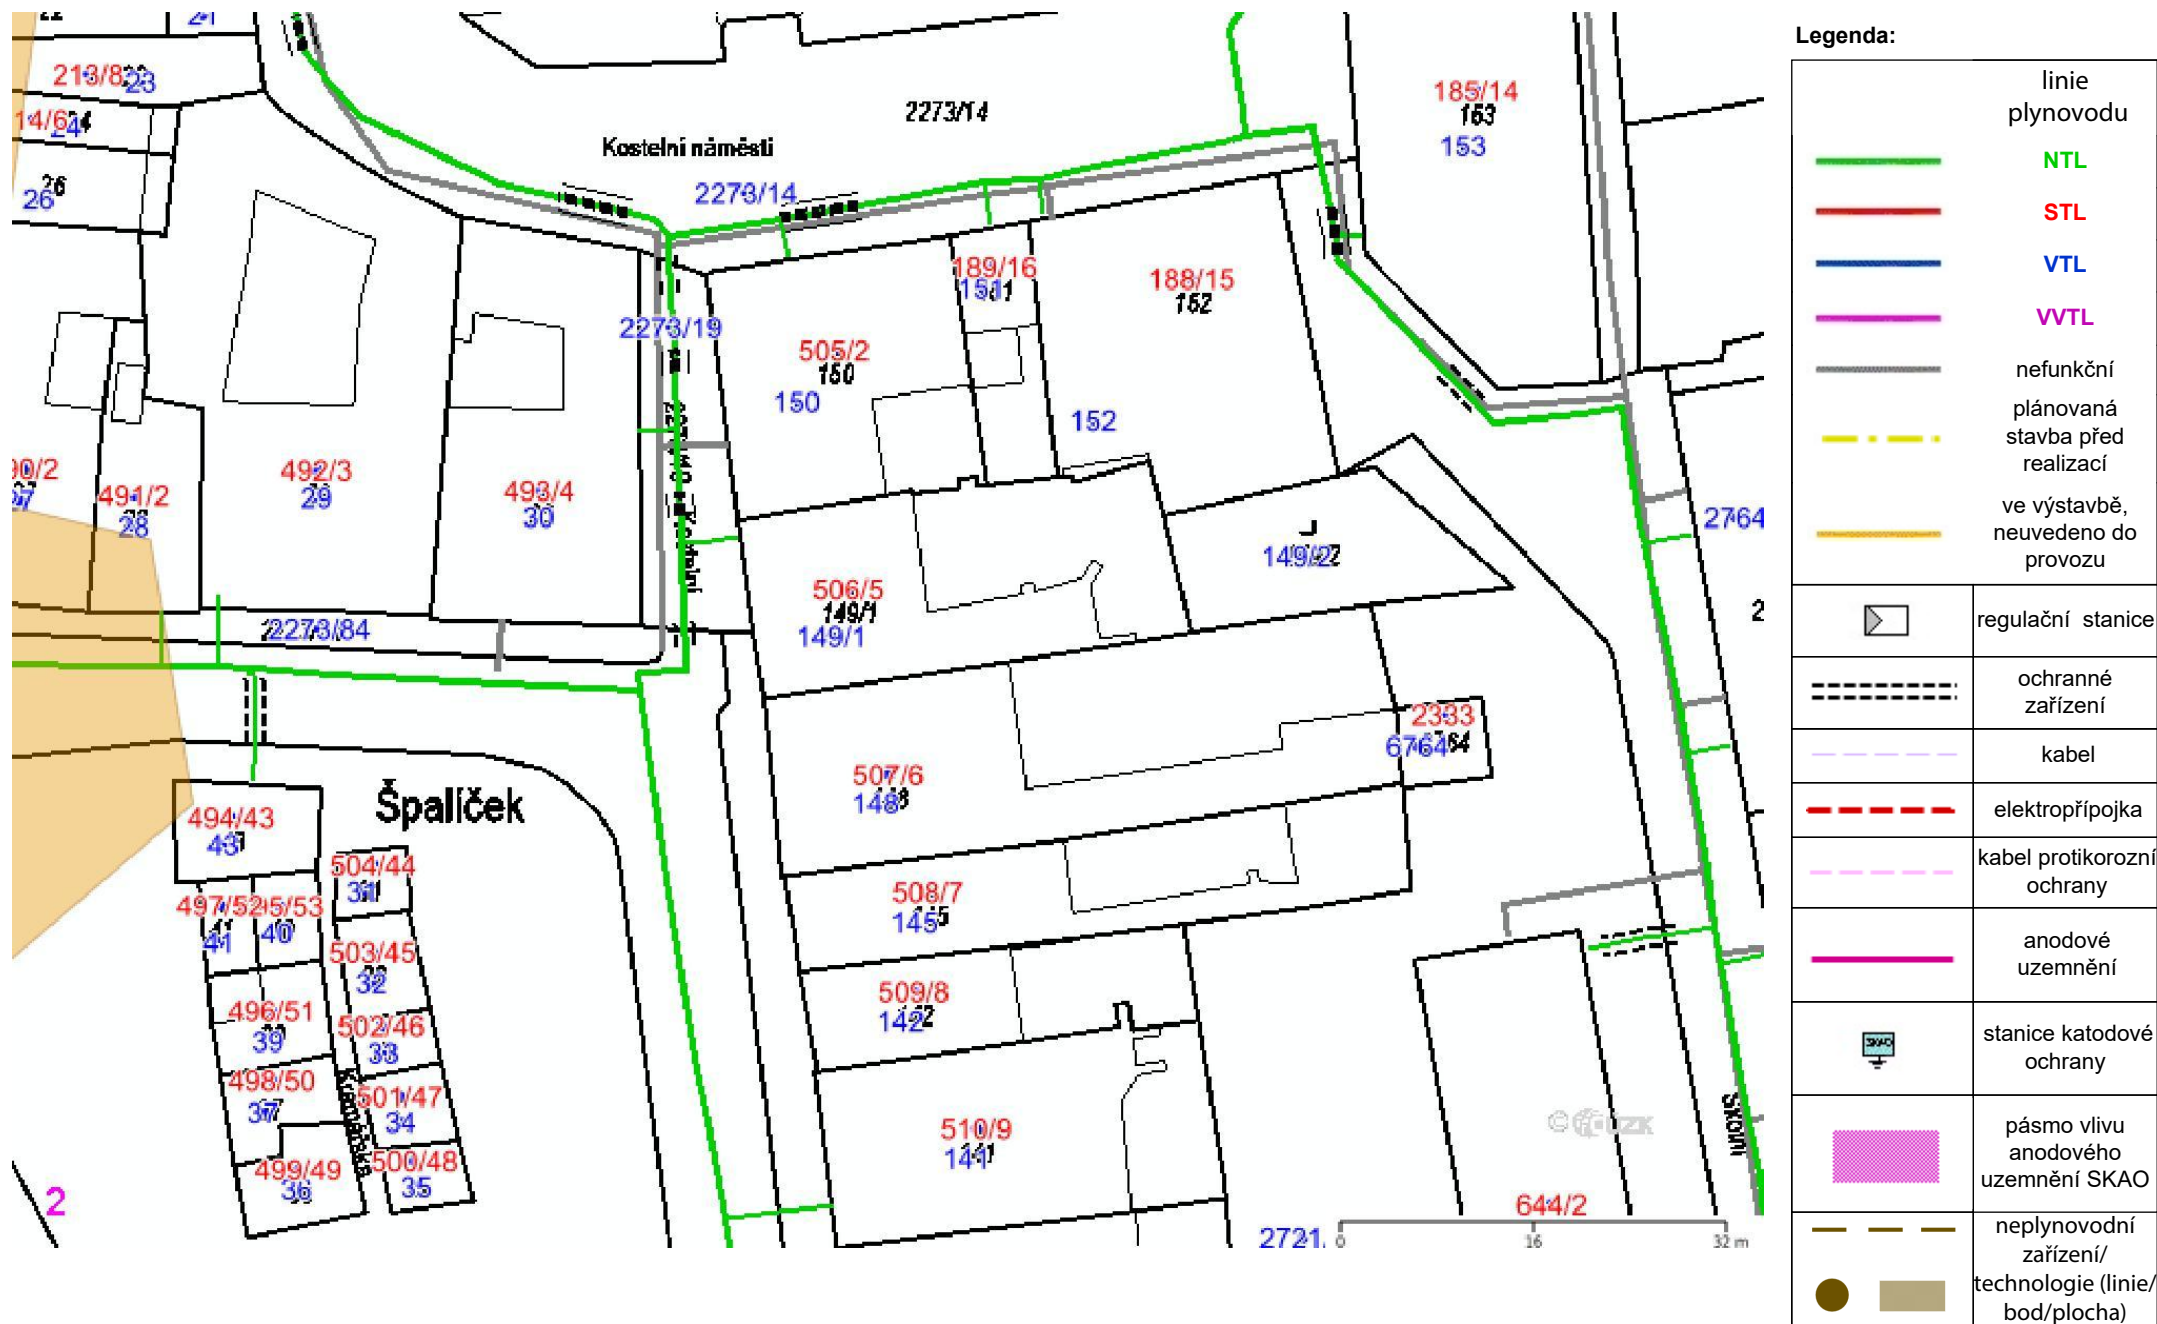 213/8
23
14/6
24
26
26
Kostelní náměstí
2273/14
2273/14
185/14
153
153
189/16
151
188/15
152
152
2273/19
505/2
150
150
491/2
28
492/3
29
493/4
30
506/5
149/1
149/1
149/2
2764
2273/84
Kostelní
2333
6764
507/6
148
Špalíček
494/43
43
504/44
31
497/52
41
40
508/7
145
503/45
32
509/8
142
496/51
39
502/46
33
498/50
37
501/47
34
510/9
141
499/49
36
500/48
35
2
644/2
2721
0 16 32 m
Legenda:
linie
plynovodu
NTL
STL
VTL
VVTL
nefunkční
plánovaná
stavba před
realizací
ve výstavbě,
neuvedeno do
provozu
regulační stanice
ochranné
zařízení
kabel
elektropřípojka
kabel protikorozní
ochrany
anodové
uzemnění
stanice katodové
ochrany
pásmo vlivu
anodového
uzemnění SKAO
neplynovodní
zařízení/
technologie (linie/
bod/plocha)